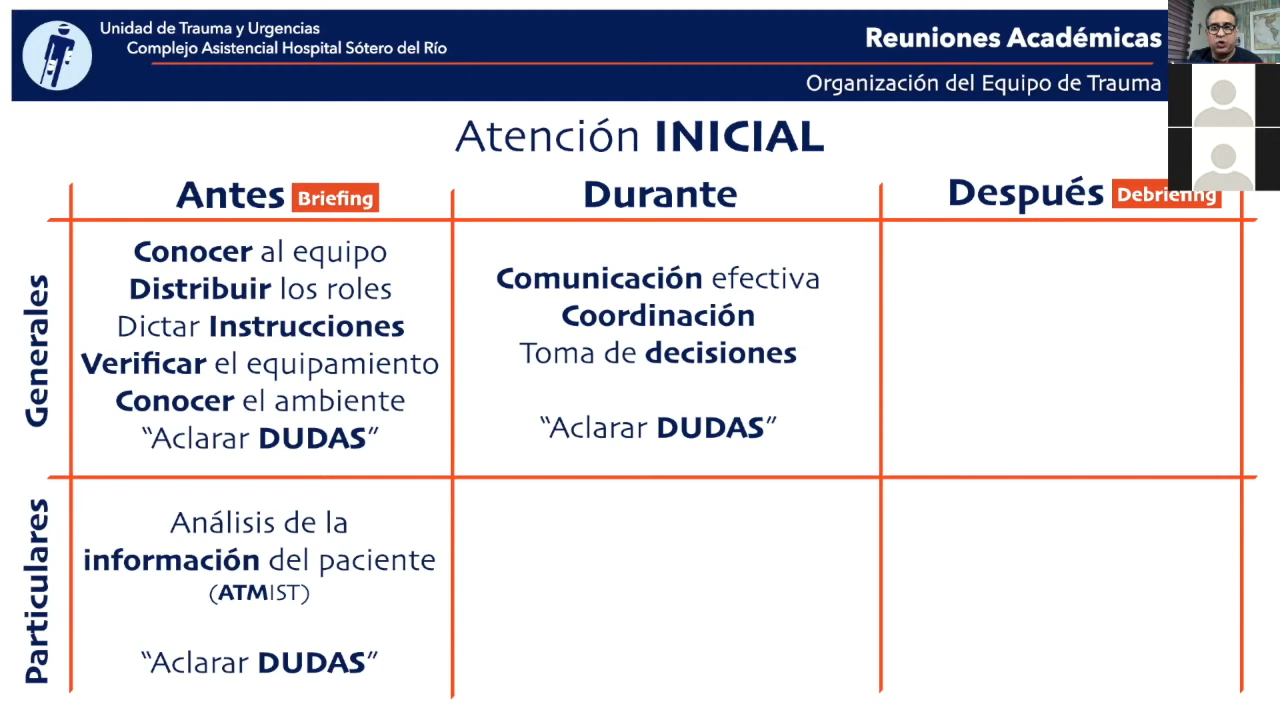 Unidad de Trauma y Urgencias
Complejo Asistencial Hospital Sótero del Río
Reuniones Académicas
Organización del Equipo de Trauma
Atención INICIAL
Antes Briefing
Durante
Después Debriefing
Generales
Conocer al equipo
Distribuir los roles
Dictar Instrucciones
Verificar el equipamiento
Conocer el ambiente
“Aclarar DUDAS”
Comunicación efectiva
Coordinación
Toma de decisiones
“Aclarar DUDAS”
Particulares
Análisis de la
información del paciente
(ATMIST)
“Aclarar DUDAS”